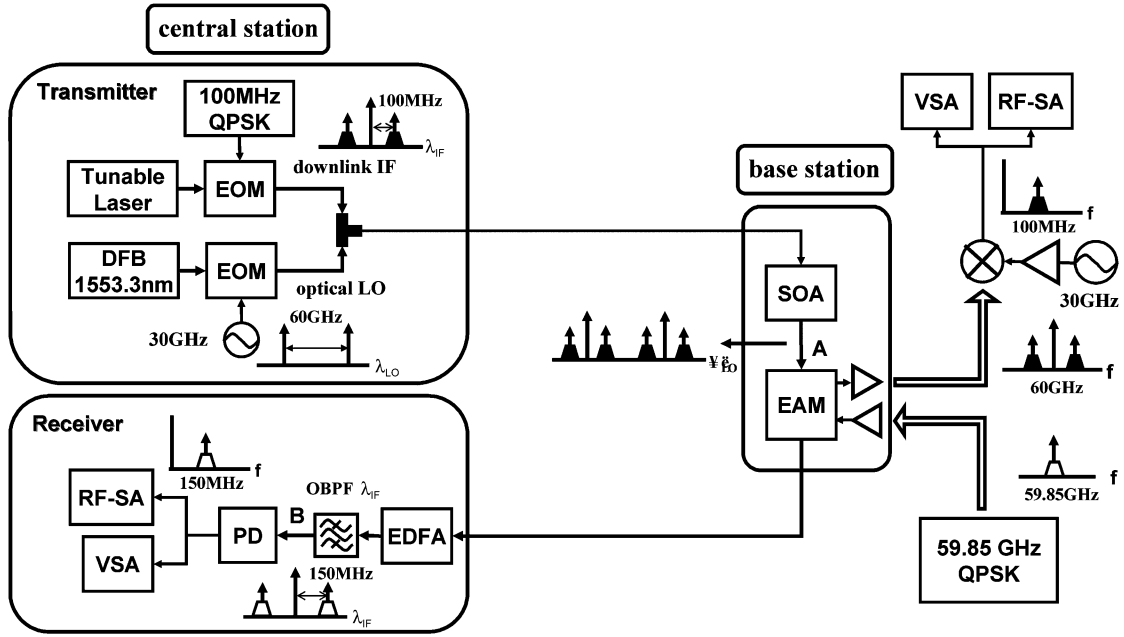 central station
Transmitter
100MHz
QPSK
100MHz
λIF
downlink IF
Tunable
Laser
EOM
DFB
1553.3nm
EOM
optical LO
30GHz
60GHz
λLO
base station
SOA
A
¥ë
LO
EAM
VSA
RF-SA
f
100MHz
30GHz
f
60GHz
f
59.85GHz
59.85 GHz
QPSK
Receiver
f
150MHz
RF-SA
VSA
PD
B
OBPF λIF
EDFA
150MHz
λIF